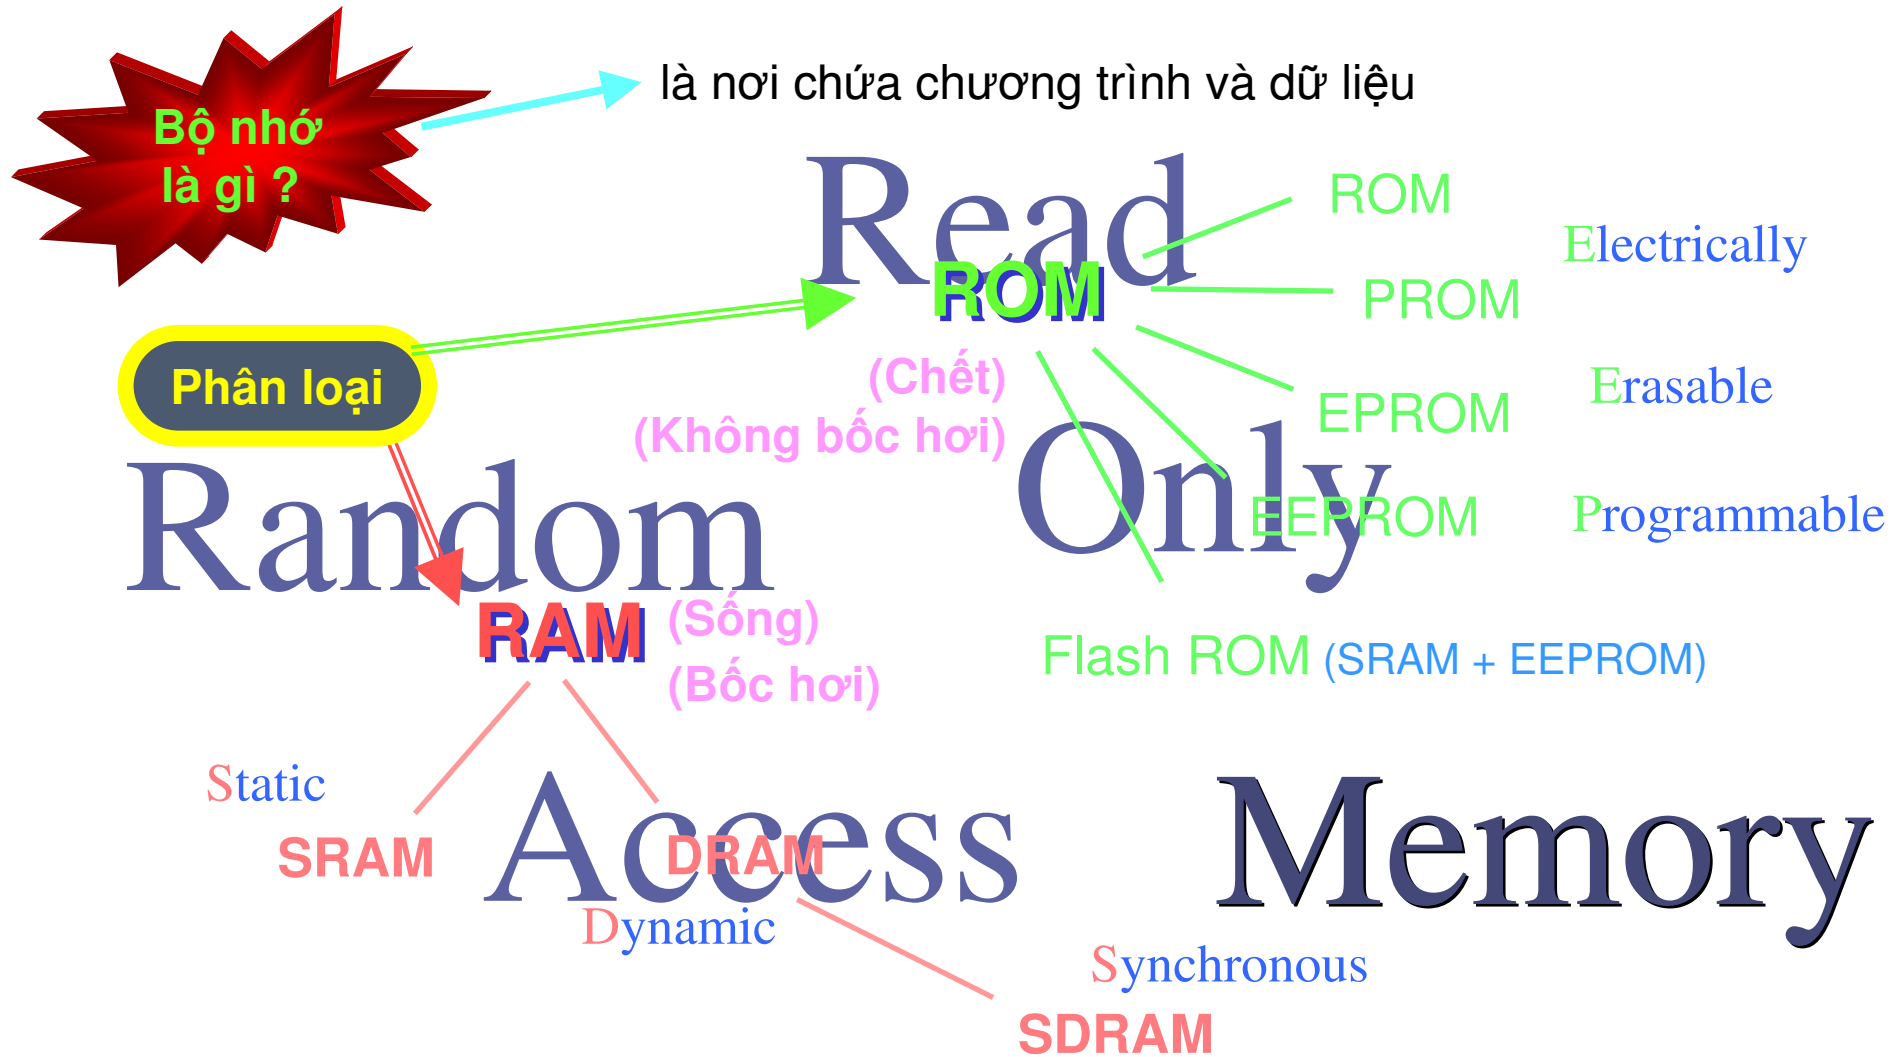 Bộ nhớ
là gì ?
là nơi chứa chương trình và dữ liệu
Read
ROM
ROM
Electrically
PROM
Phân loại
(Chết)
(Không bốc hơi)
EPROM
Erasable
Only
EEPROM
Programmable
Random
RAM
(Sống)
(Bốc hơi)
Flash ROM (SRAM + EEPROM)
Static
SRAM
Access
DRAM
Dynamic
Memory
Synchronous
SDRAM